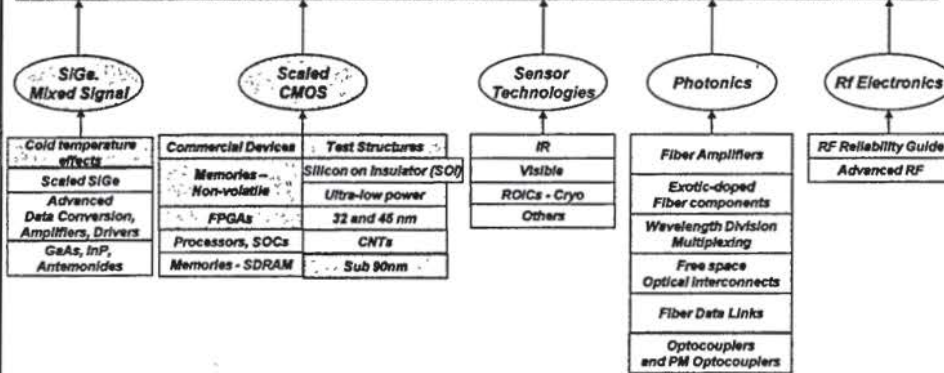 SiGe.
Mixed Signal
Scaled
CMOS
Sensor
Technologies
Photonics
Rf Electronics
Cold temperature
effects
Scaled SiGe
Advanced
Data Conversion,
Amplifiers, Drivers
GaAs, InP,
Antemonides
Commercial Devices
Memories –
Non-volatile
FPGAs
Processors, SOCs
Memories - SDRAM
Test Structures
Silicon on Insulator (SOI)
Ultra-low power
32 and 45 nm
CNTs
Sub 90nm
IR
Visible
ROICs - Cryo
Others
Fiber Amplifiers
Exotic-doped
Fiber components
Wavelength Division
Multiplexing
Free space
Optical Interconnects
Fiber Data Links
Optocouplers
and PM Optocouplers
RF Reliability Guide
Advanced RF